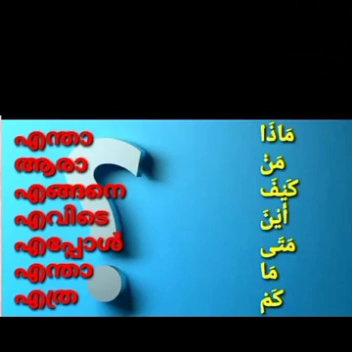 എന്താ مَاذَا
ആരാ مَنْ
എങ്ങനെ كَيْفَ
എവിടെ أَيْنَ
എപ്പോൾ مَتَى
എന്താ مَا
എത്ര كَمْ